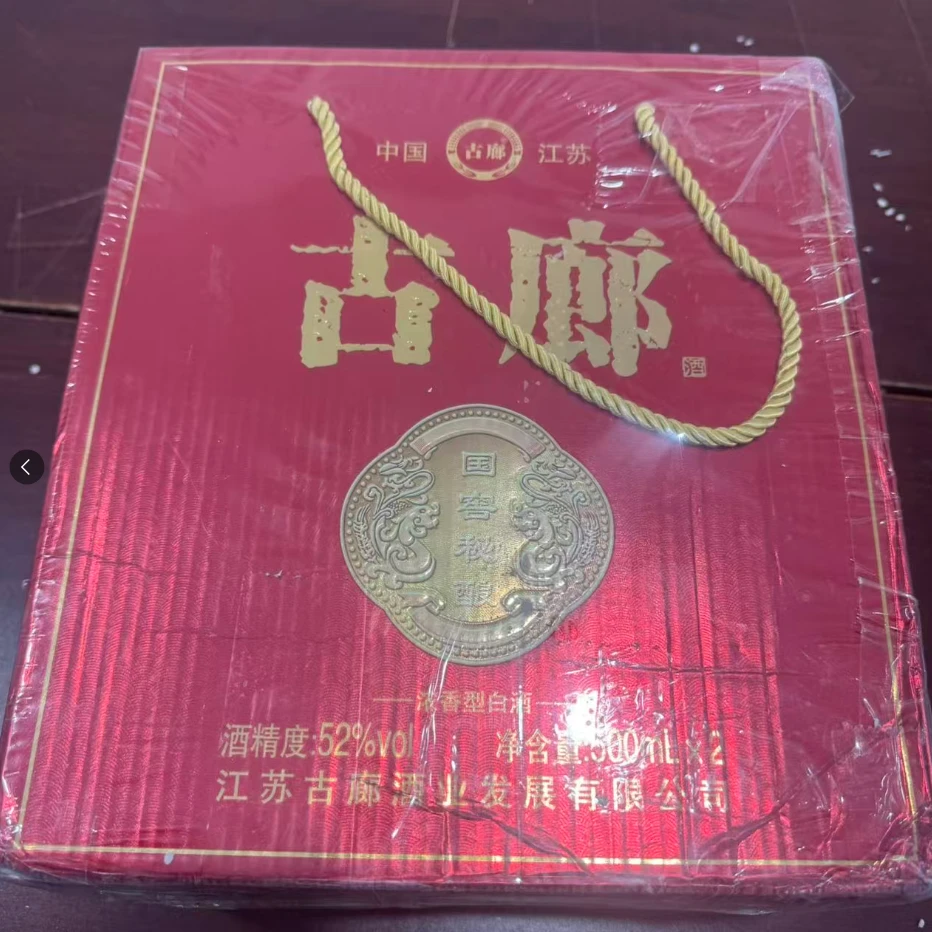 中国 古廊 江苏
古廊
酒
国窖秘酿
浓香型白酒
酒精度:52%vol 净含量:500mL×2
江苏古廊酒业发展有限公司